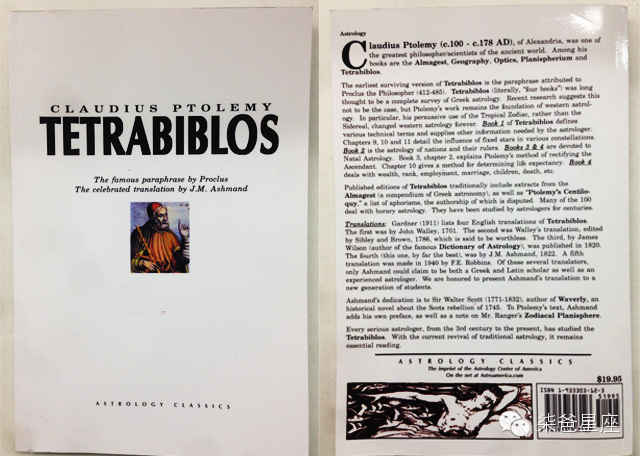 CLAUDIUS PTOLEMY
TETRABIBLOS
The famous paraphrase by Proclus
The celebrated translation by J.M. Ashmand
ASTROLOGY CLASSICS
Astrology
Claudius Ptolemy (c.100 - c.178 AD), of Alexandria, was one of
the greatest philosopher/scientists of the ancient world. Among his
books are the Almagest, Geography, Optics, Planispherium and
Tetrabiblos.
The earliest surviving version of Tetrabiblos is the paraphrase attributed to
Proclus the Philosopher (412-485). Tetrabiblos (literally, "four books") was long
thought to be a complete survey of Greek astrology. Recent research suggests this
not the case, but Ptolemy's work remains the foundation of western astrol-
ogy. In particular, his persuasive use of the Tropical Zodiac, rather than the
Sidereal, changed western astrology forever. Book 1 of Tetrabiblos defines
various technical terms and supplies other information needed by the astrologer.
Chapters 9, 10 and 11 detail the influence of fixed stars in various constellations.
Book 2 is the astrology of nations and their rulers. Books 3 & 4 are devoted to
Natal Astrology. Book 3, chapter 2, explains Ptolemy's method of rectifying the
Ascendant. Chapter 10 gives a method for determining life expectancy. Book 4
deals with wealth, rank, employment, marriage, children, death, etc.
Published editions of Tetrabiblos traditionally include extracts from the
Almagest (a compendium of Greek astronomy), as well as "Ptolemy's Centilo-
quy," a list of aphorisms, the authorship of which is disputed. Many of the 100
deal with horary astrology. They have been studied by astrologers for centuries.
Translations: Gardner (1911) lists four English translations of Tetrabiblos.
The first was by John Walley, 1701. The second was Walley's translation, edited
by Sibley and Brown, 1786, which is said to be worthless. The third, by James
Wilson (author of the famous Dictionary of Astrology), was published in 1820.
The fourth (this one, by far the best), was by J.M. Ashmand, 1822. A fifth
translation was made in 1940 by F.E. Robbins. Of these several translators,
only Ashmand could claim to be both a Greek and Latin scholar as well as an
experienced astrologer. We are honored to present Ashmand's translation to a
new generation of students.
Ashmand's dedication is to Sir Walter Scott (1771-1832), author of Waverly, an
historical novel about the Scots rebellion of 1745. To Ptolemy's text, Ashmand
adds his own preface, as well as a note on Mr. Ranger's Zodiacal Planisphere.
Every serious astrologer, from the 3rd century to the present, has studied the
Tetrabiblos. With the current revival of traditional astrology, it remains
essential reading.
ASTROLOGY CLASSICS
The imprint of the Astrology Center of America
On the net at Astroamerica.com
$19.95
ISBN 1-933303-12-3
51995
柒爸星座